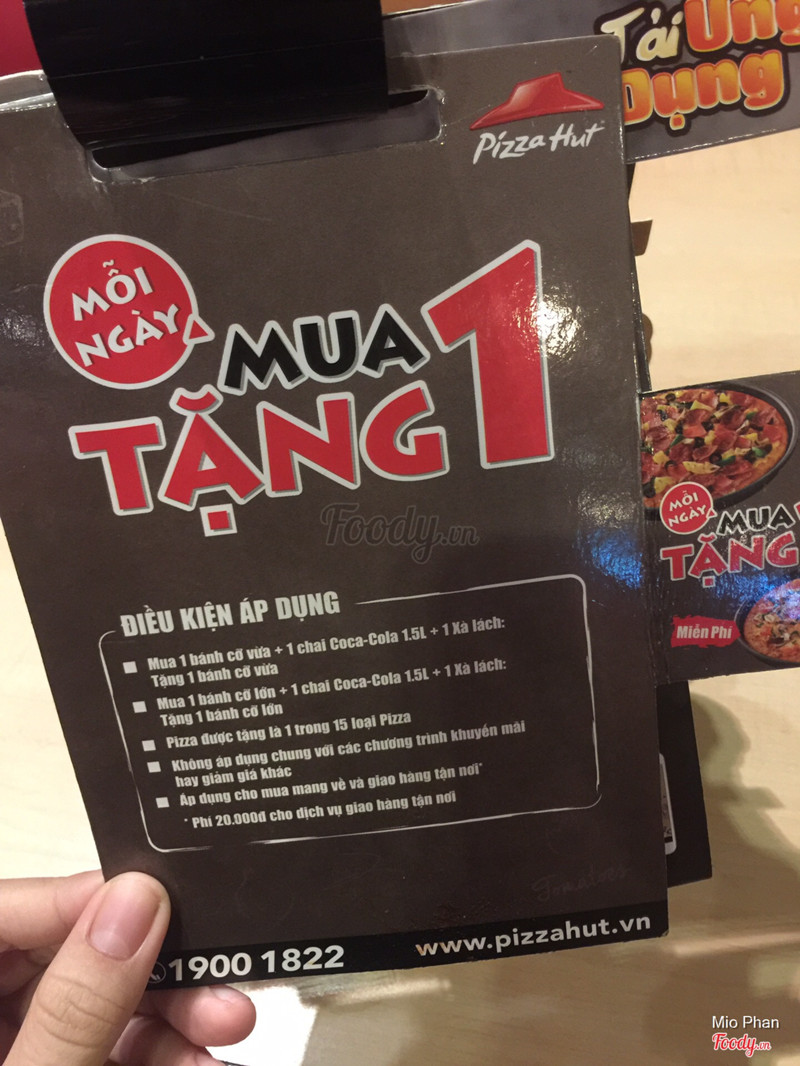 Tải Ứng
Dụng
Pizza Hut
MỖI
NGÀY
MUA 1
TẶNG
Foody.vn
MỖI
NGÀY
MUA
TẶNG
Miễn Phí
ĐIỀU KIỆN ÁP DỤNG
Mua 1 bánh cỡ vừa + 1 chai Coca-Cola 1.5L + 1 Xà lách:
Tặng 1 bánh cỡ vừa
Mua 1 bánh cỡ lớn + 1 chai Coca-Cola 1.5L + 1 Xà lách:
Tặng 1 bánh cỡ lớn
Pizza được tặng là 1 trong 15 loại Pizza
Không áp dụng chung với các chương trình khuyến mãi
hay giảm giá khác
Áp dụng cho mua mang về và giao hàng tận nơi*
* Phí 20.000đ cho dịch vụ giao hàng tận nơi
Tomatoes
1900 1822
www.pizzahut.vn
Mio Phan
Foody.vn